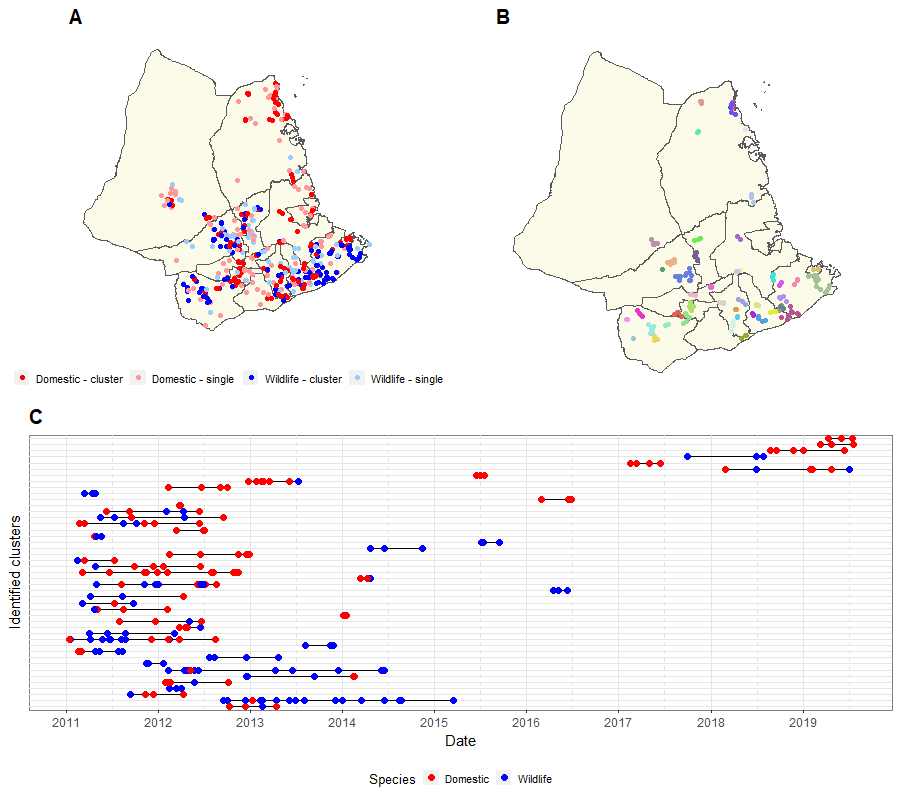 A
B
Domestic - cluster Domestic - single Wildlife - cluster Wildlife - single
C
Identified clusters
2011 2012 2013 2014 2015 2016 2017 2018 2019
Date
Species Domestic Wildlife